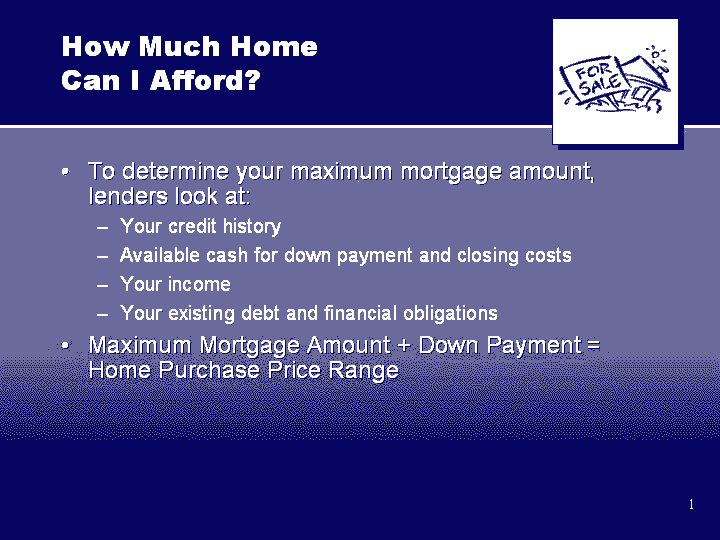 How Much Home
Can I Afford?
FOR
SALE
• To determine your maximum mortgage amount,
lenders look at:
– Your credit history
– Available cash for down payment and closing costs
– Your income
– Your existing debt and financial obligations
• Maximum Mortgage Amount + Down Payment =
Home Purchase Price Range
1